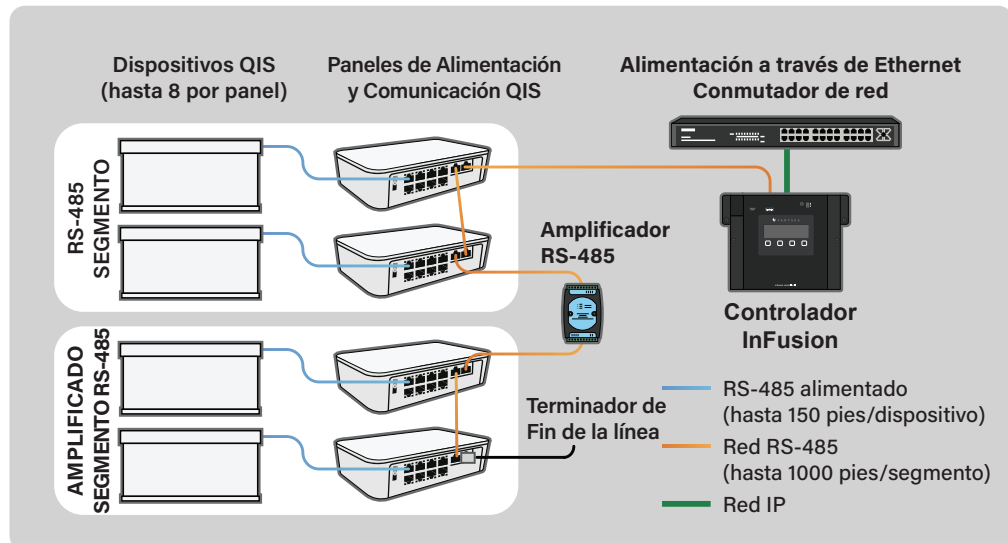 Dispositivos QIS
(hasta 8 por panel)
Paneles de Alimentación
y Comunicación QIS
Alimentación a través de Ethernet
Conmutador de red
RS-485
SEGMENTO
Amplificador
RS-485
Controlador
InFusion
AMPLIFICADO
SEGMENTO RS-485
Terminador de
Fin de la línea
RS-485 alimentado
(hasta 150 pies/dispositivo)
Red RS-485
(hasta 1000 pies/segmento)
Red IP